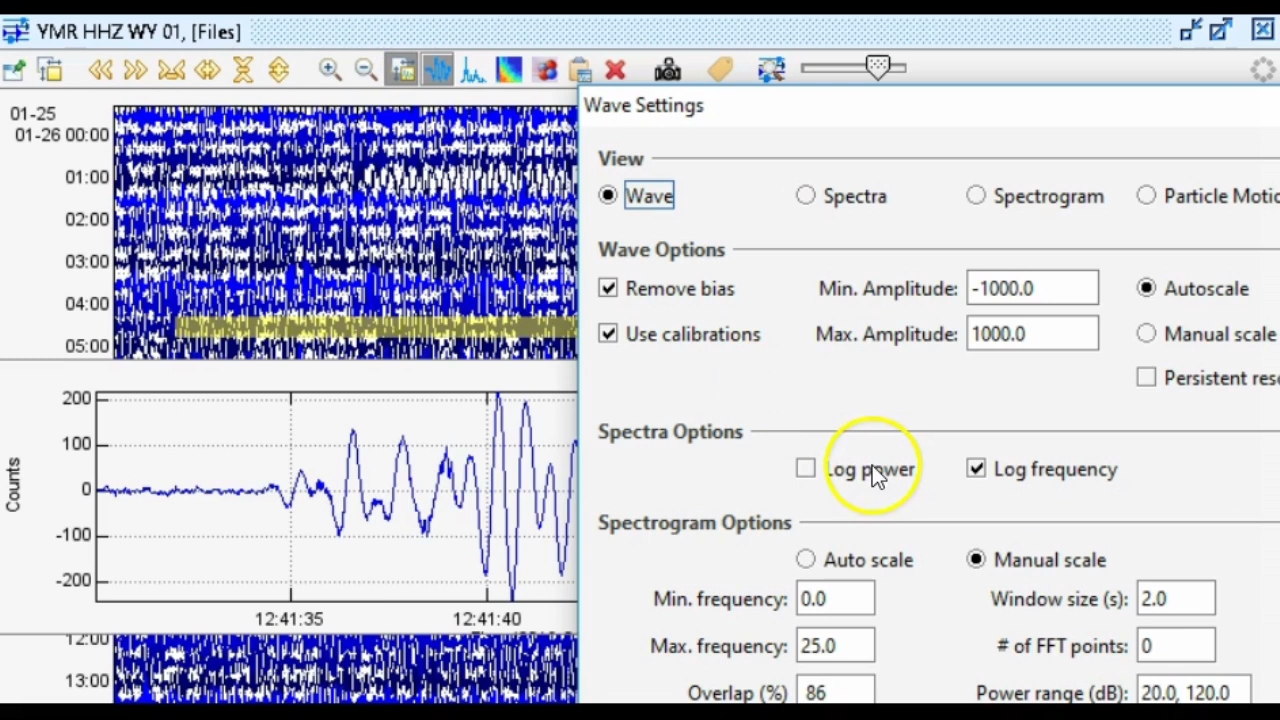 YMR HHZ WY 01, [Files]
Wave Settings
01-25
01-26 00:00
01:00
02:00
03:00
04:00
05:00
View
Wave Spectra Spectrogram Particle Motio
Wave Options
Remove bias Min. Amplitude: -1000.0 Autoscale
Use calibrations Max. Amplitude: 1000.0 Manual scale
Persistent resc
Spectra Options
Log power Log frequency
Spectrogram Options
Auto scale Manual scale
Min. frequency: 0.0 Window size (s): 2.0
Max. frequency: 25.0 # of FFT points: 0
Overlap (%) 86 Power range (dB): 20.0, 120.0
Counts
200
100
0
-100
-200
12:41:35 12:41:40
12:00
13:00